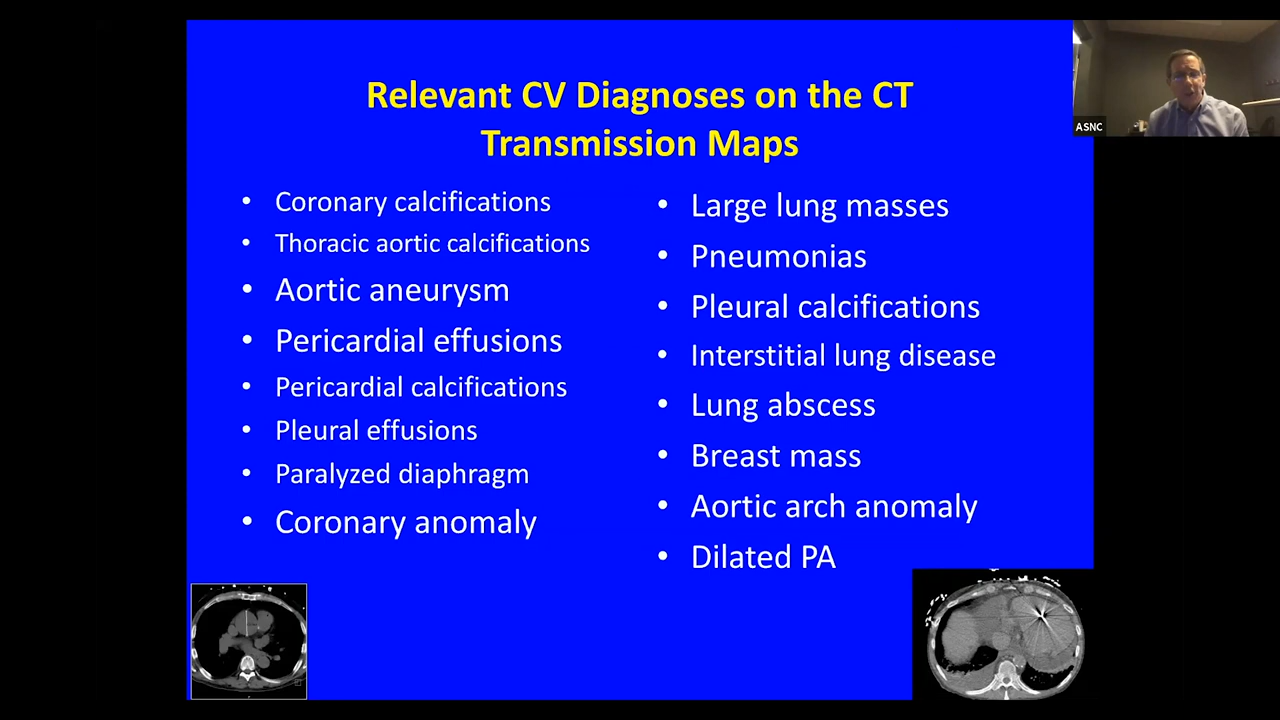 Relevant CV Diagnoses on the CT
Transmission Maps
• Coronary calcifications
• Thoracic aortic calcifications
• Aortic aneurysm
• Pericardial effusions
• Pericardial calcifications
• Pleural effusions
• Paralyzed diaphragm
• Coronary anomaly
• Large lung masses
• Pneumonias
• Pleural calcifications
• Interstitial lung disease
• Lung abscess
• Breast mass
• Aortic arch anomaly
• Dilated PA
ASNC